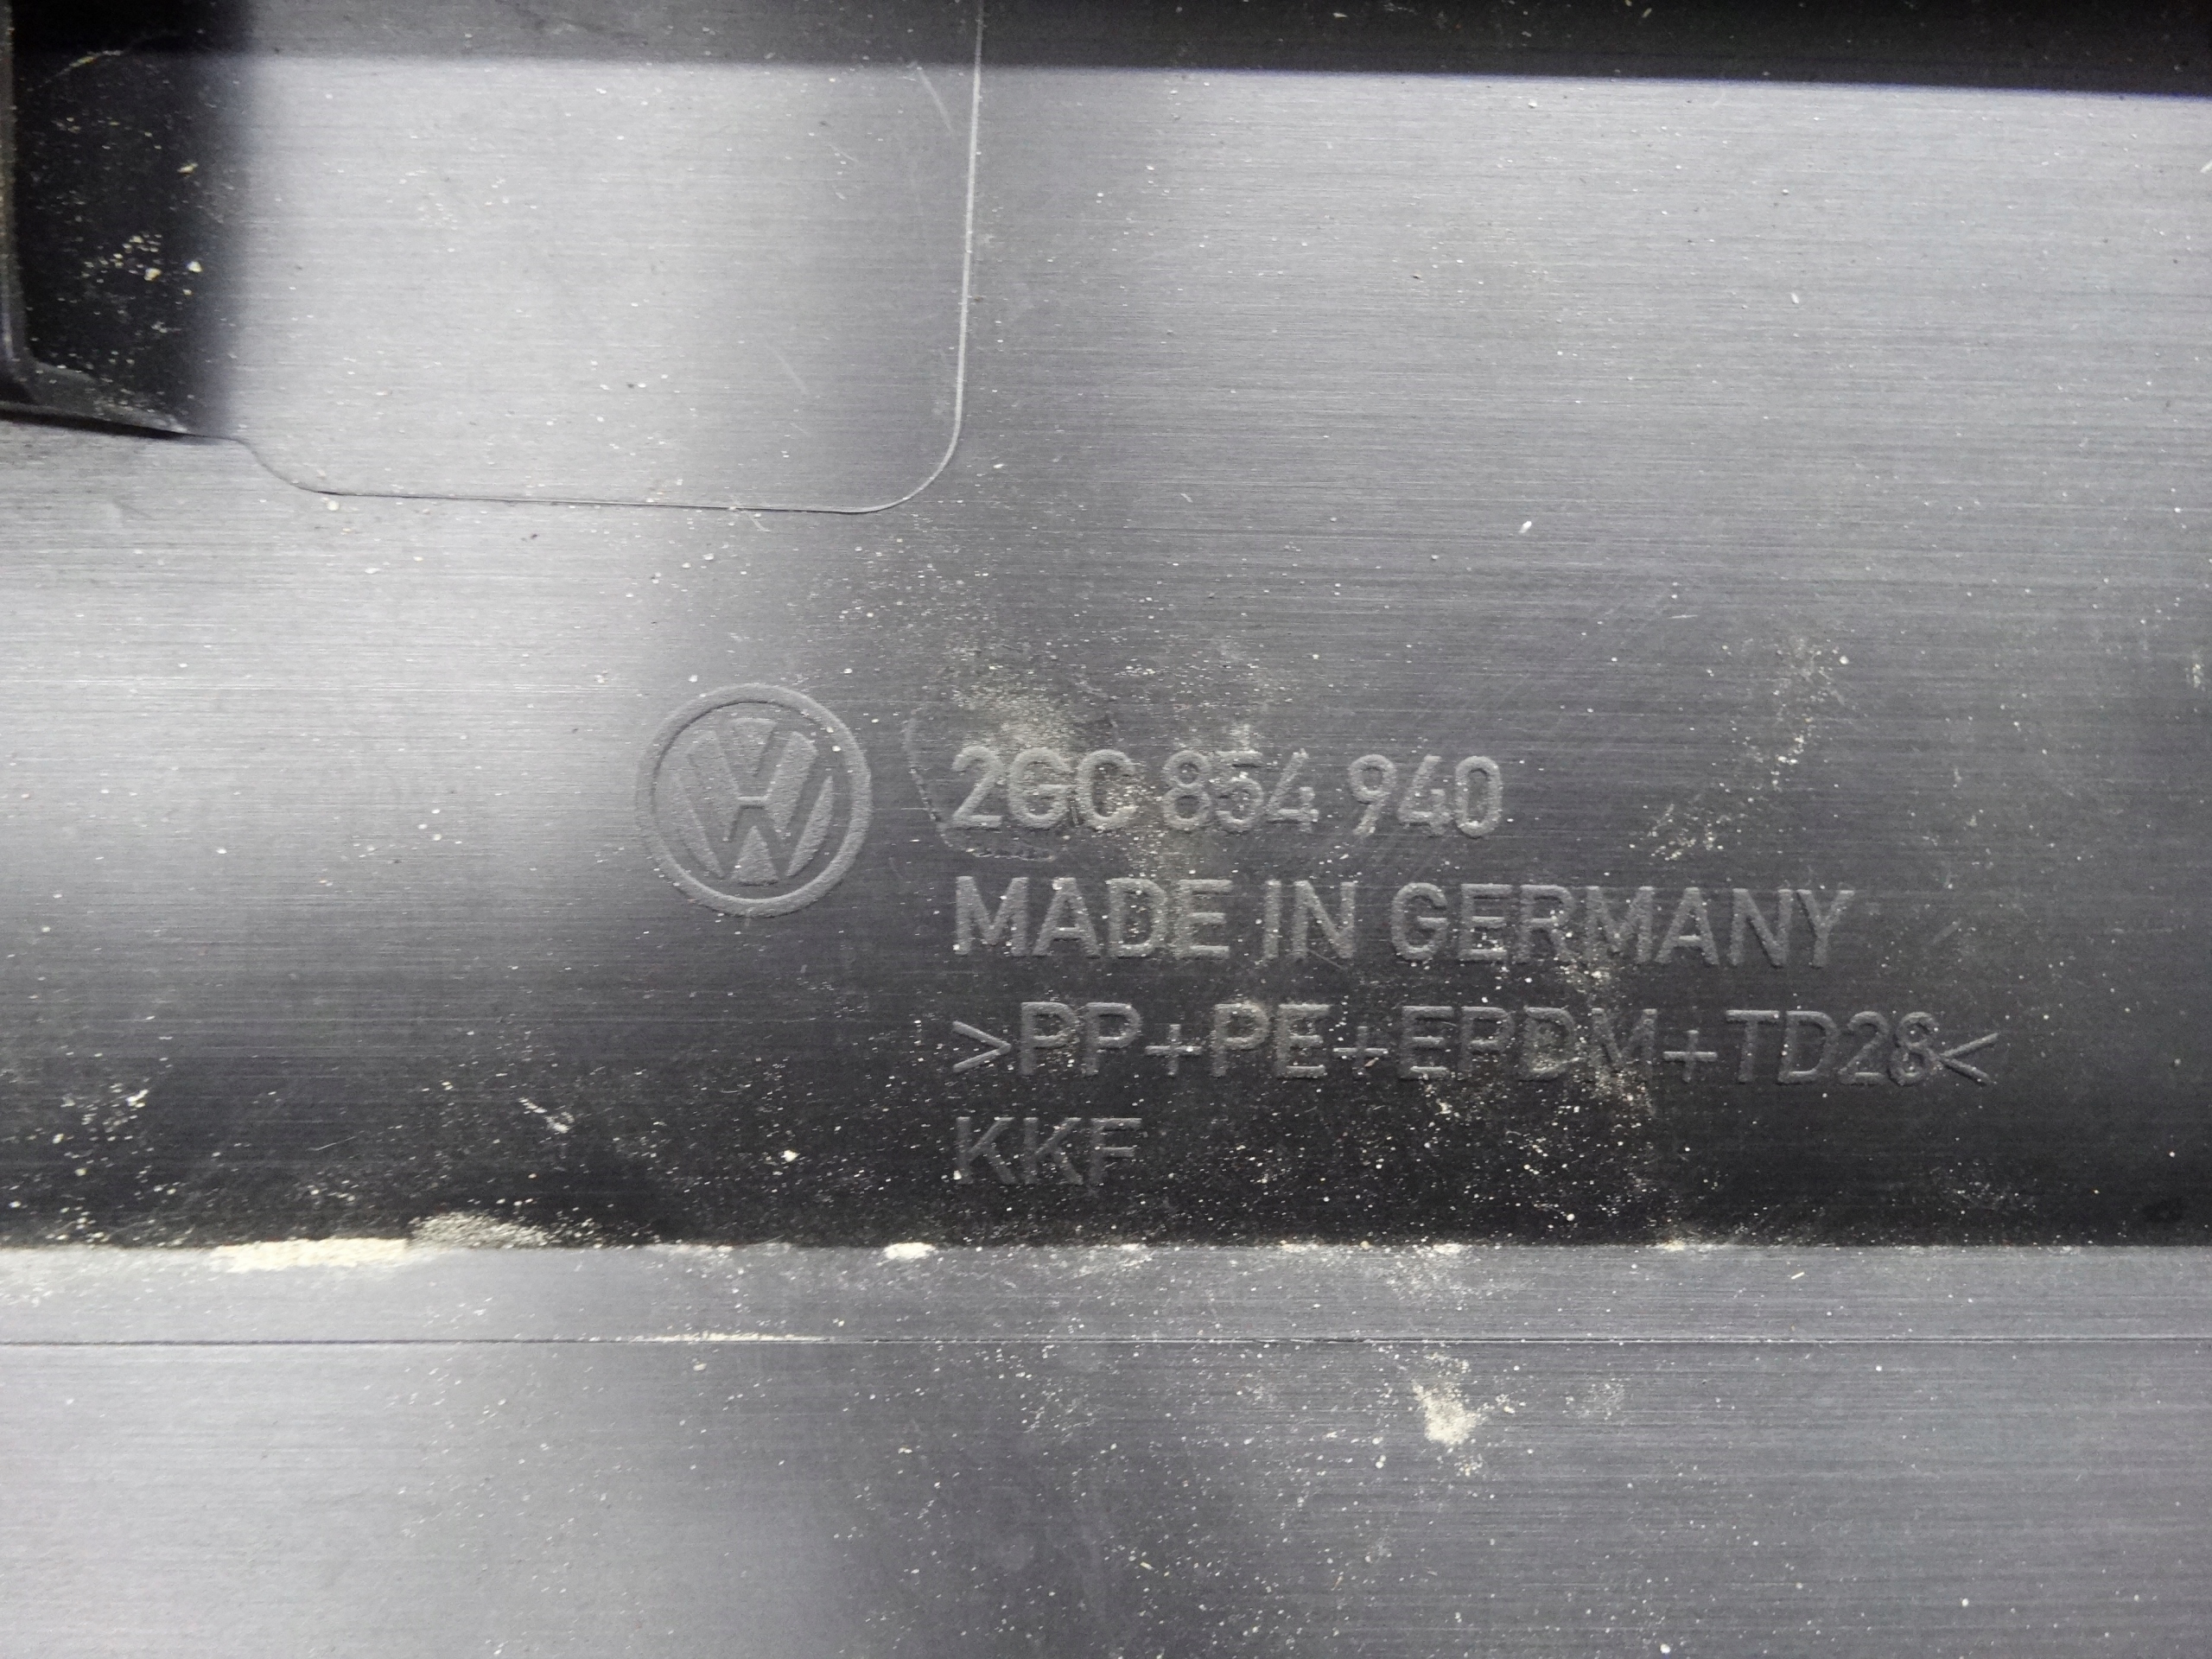 2GC 854 940
MADE IN GERMANY
>PP+PE+EPDM+TD28<
KKF